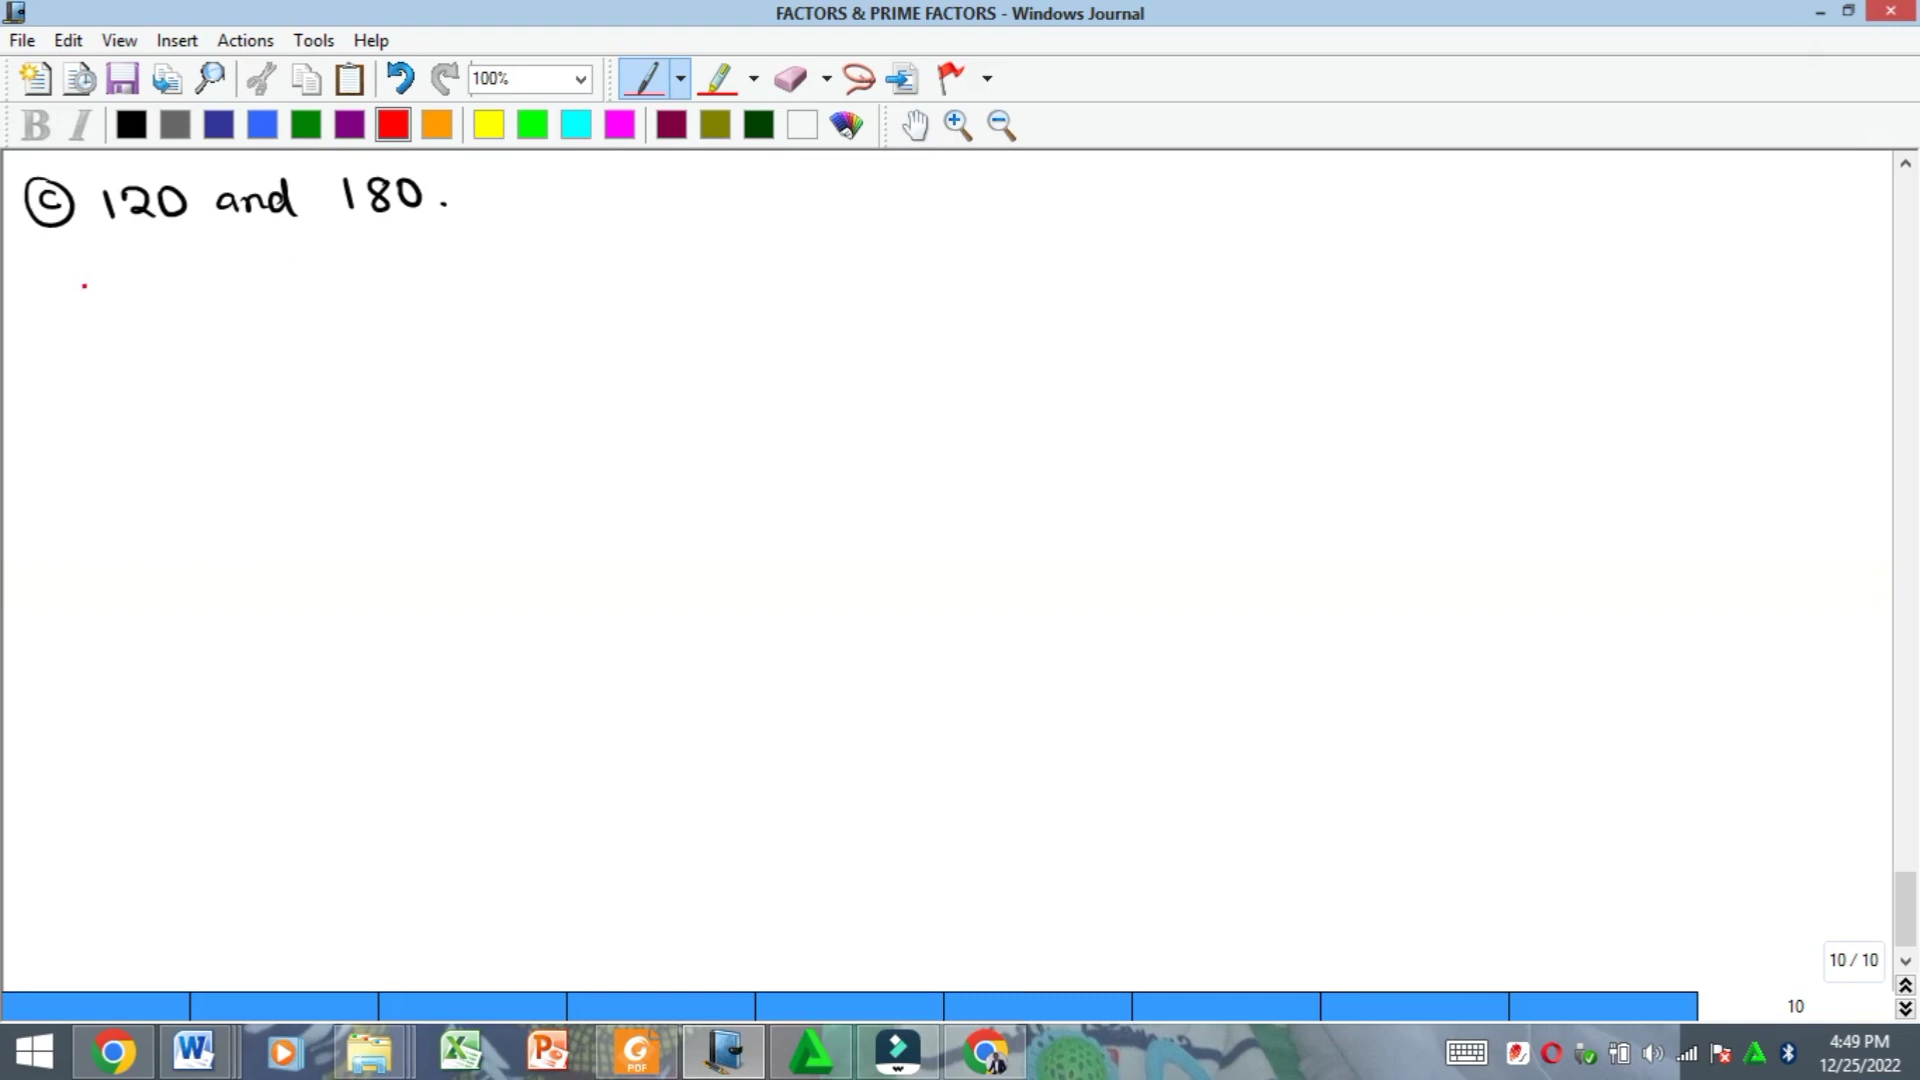 FACTORS & PRIME FACTORS - Windows Journal
File Edit View Insert Actions Tools Help
100%
B I
Ⓒ 120 and 180.
10 / 10
10
PDF
4:49 PM
12/25/2022